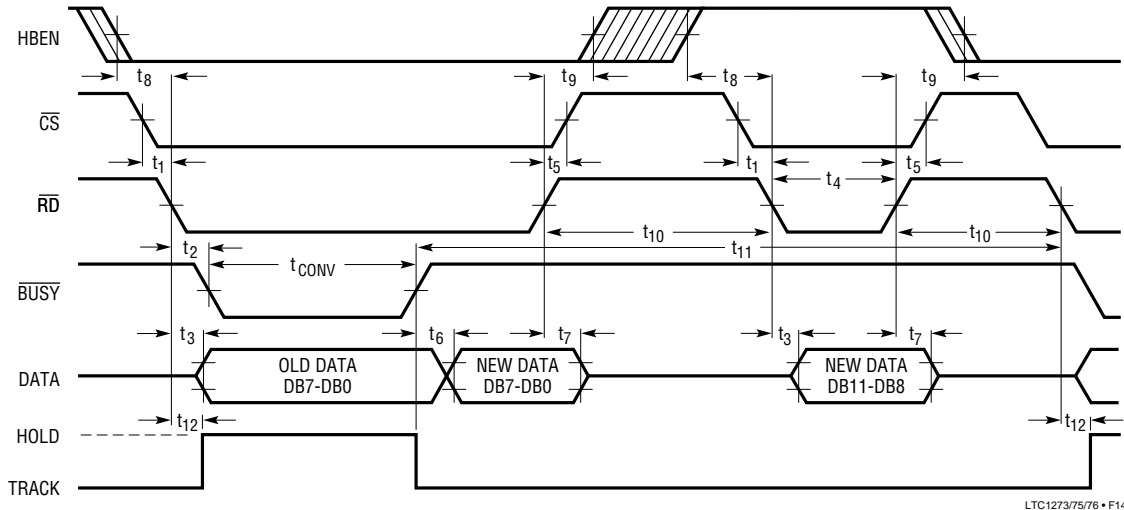 HBEN
t8 t9 t8 t9
CS
t1 t5 t1 t5
t4
RD
t10 t10
t2 t11
tCONV
BUSY
t3 t6 t7 t3 t7
DATA
OLD DATA
DB7-DB0
NEW DATA
DB7-DB0
NEW DATA
DB11-DB8
t12 t12
HOLD
TRACK
LTC1273/75/76 • F14